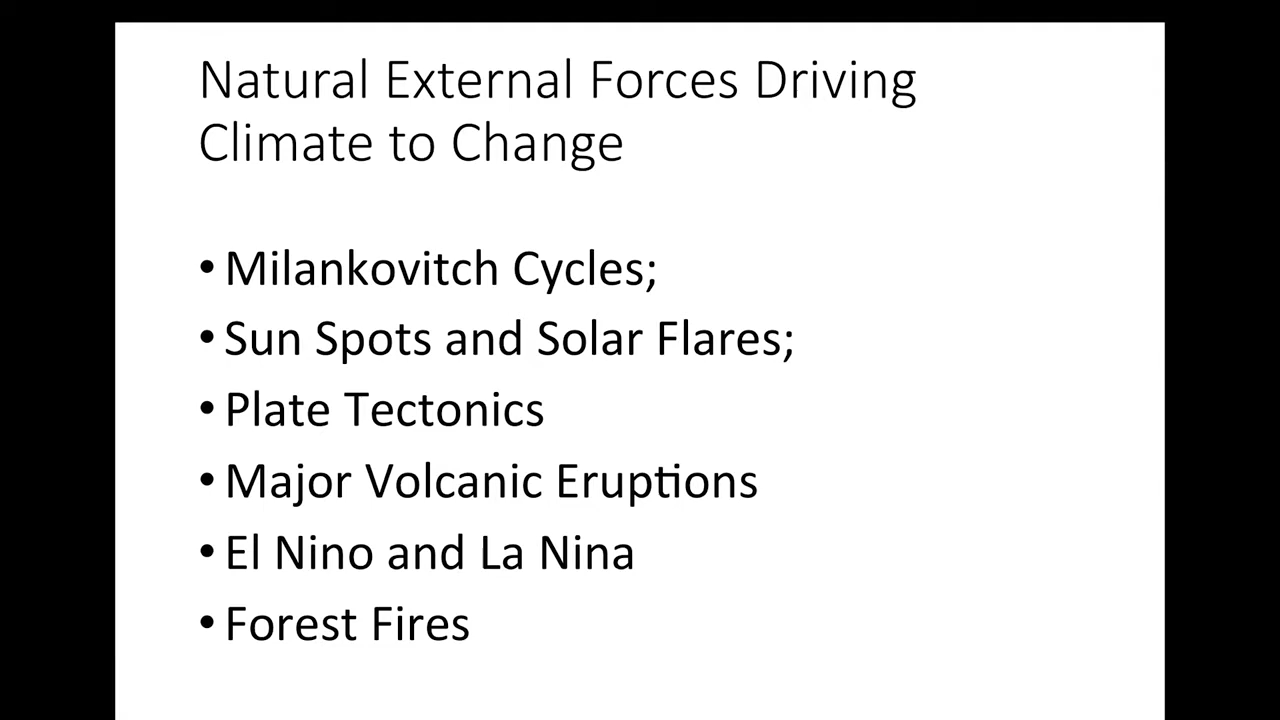 Natural External Forces Driving
Climate to Change
• Milankovitch Cycles;
• Sun Spots and Solar Flares;
• Plate Tectonics
• Major Volcanic Eruptions
• El Nino and La Nina
• Forest Fires